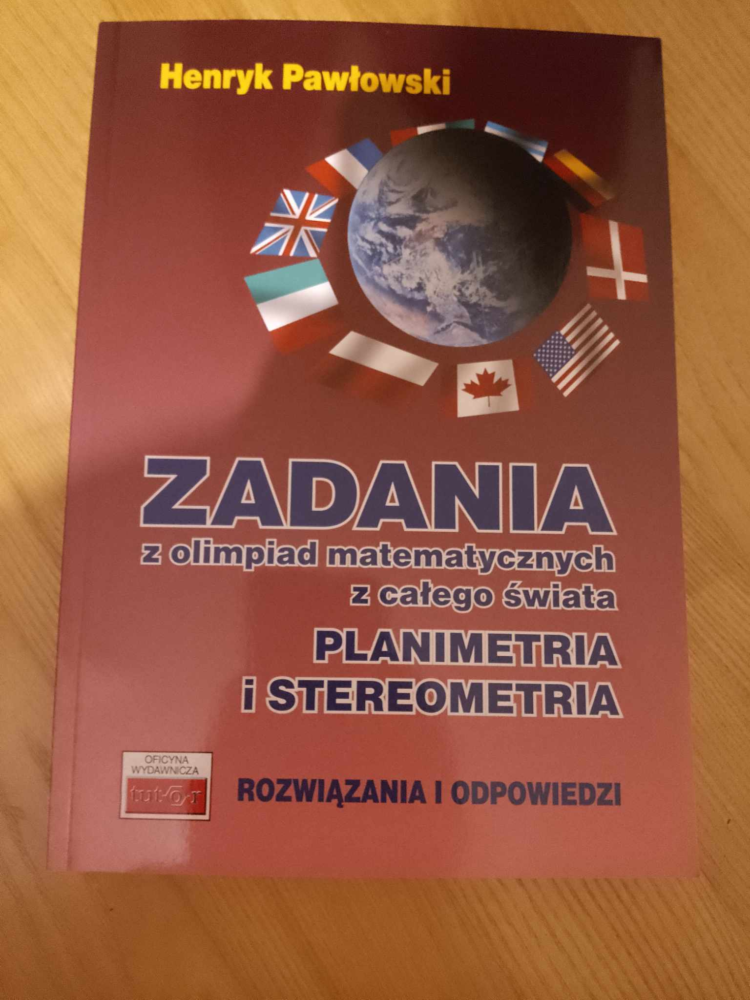 Henryk Pawłowski
ZADANIA
z olimpiad matematycznych
z całego świata
PLANIMETRIA
i STEREOMETRIA
OFICYNA
WYDAWNICZA
tutor
ROZWIĄZANIA I ODPOWIEDZI